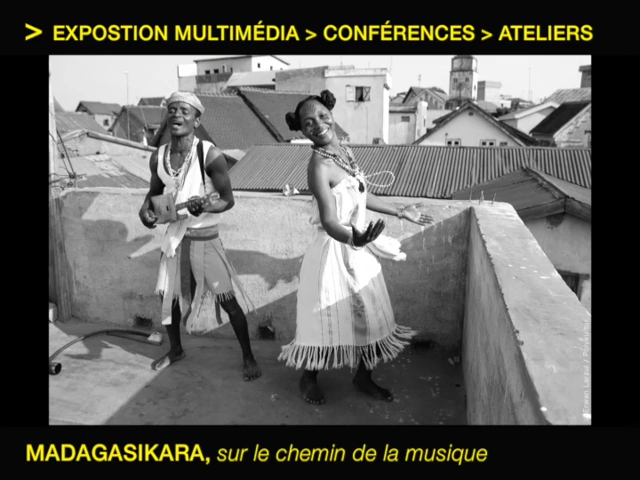 > EXPOSTION MULTIMÉDIA > CONFÉRENCES > ATELIERS
MADAGASIKARA, sur le chemin de la musique